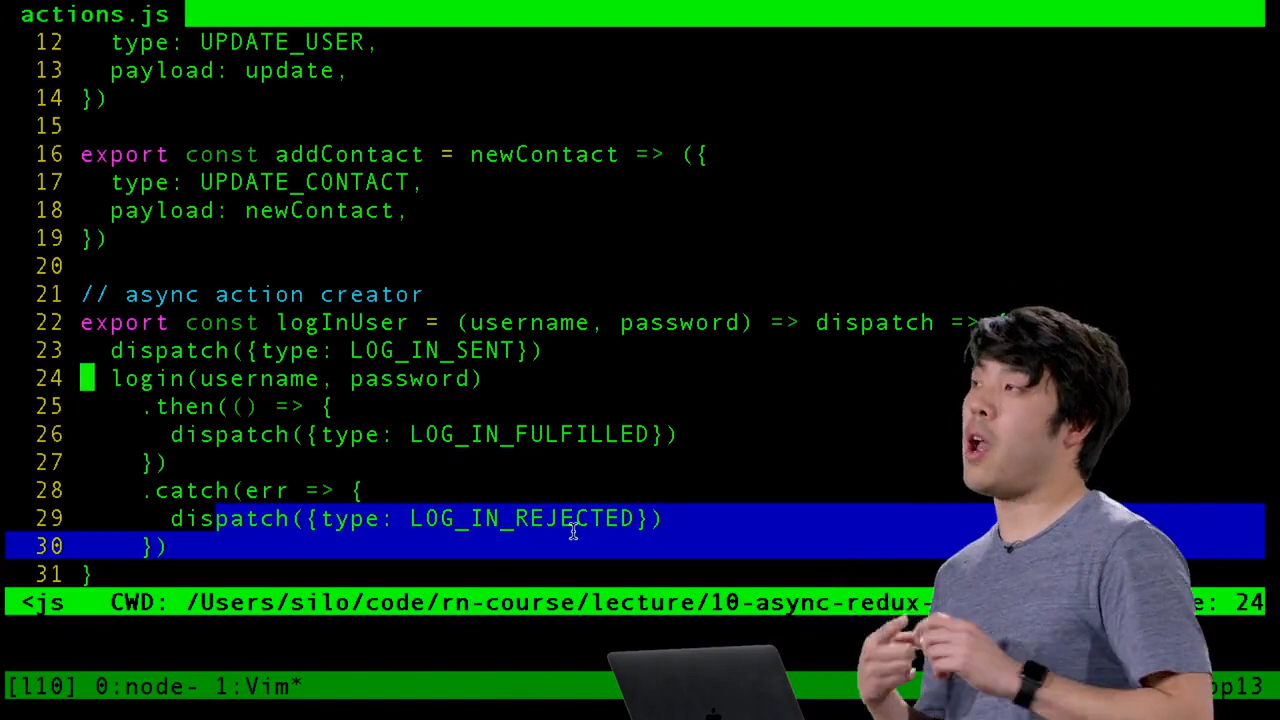 actions.js
12 type: UPDATE_USER,
13 payload: update,
14 })
15
16 export const addContact = newContact => ({
17 type: UPDATE_CONTACT,
18 payload: newContact,
19 })
20
21 // async action creator
22 export const logInUser = (username, password) => dispatch => {
23 dispatch({type: LOG_IN_SENT})
24 login(username, password)
25 .then(() => {
26 dispatch({type: LOG_IN_FULFILLED})
27 })
28 .catch(err => {
29 dispatch({type: LOG_IN_REJECTED})
30 })
31 }
<js CWD: /Users/silo/code/rn-course/lecture/10-async-redux- e: 24
[l10] 0:node- 1:Vim* op13